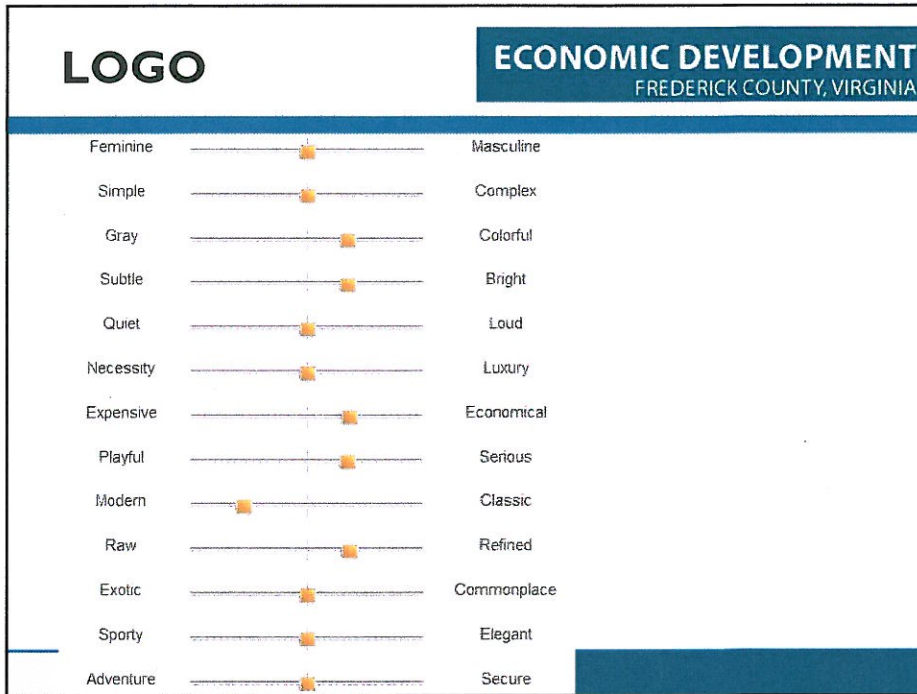 LOGO
ECONOMIC DEVELOPMENT
FREDERICK COUNTY, VIRGINIA
Feminine Masculine
Simple Complex
Gray Colorful
Subtle Bright
Quiet Loud
Necessity Luxury
Expensive Economical
Playful Serious
Modern Classic
Raw Refined
Exotic Commonplace
Sporty Elegant
Adventure Secure